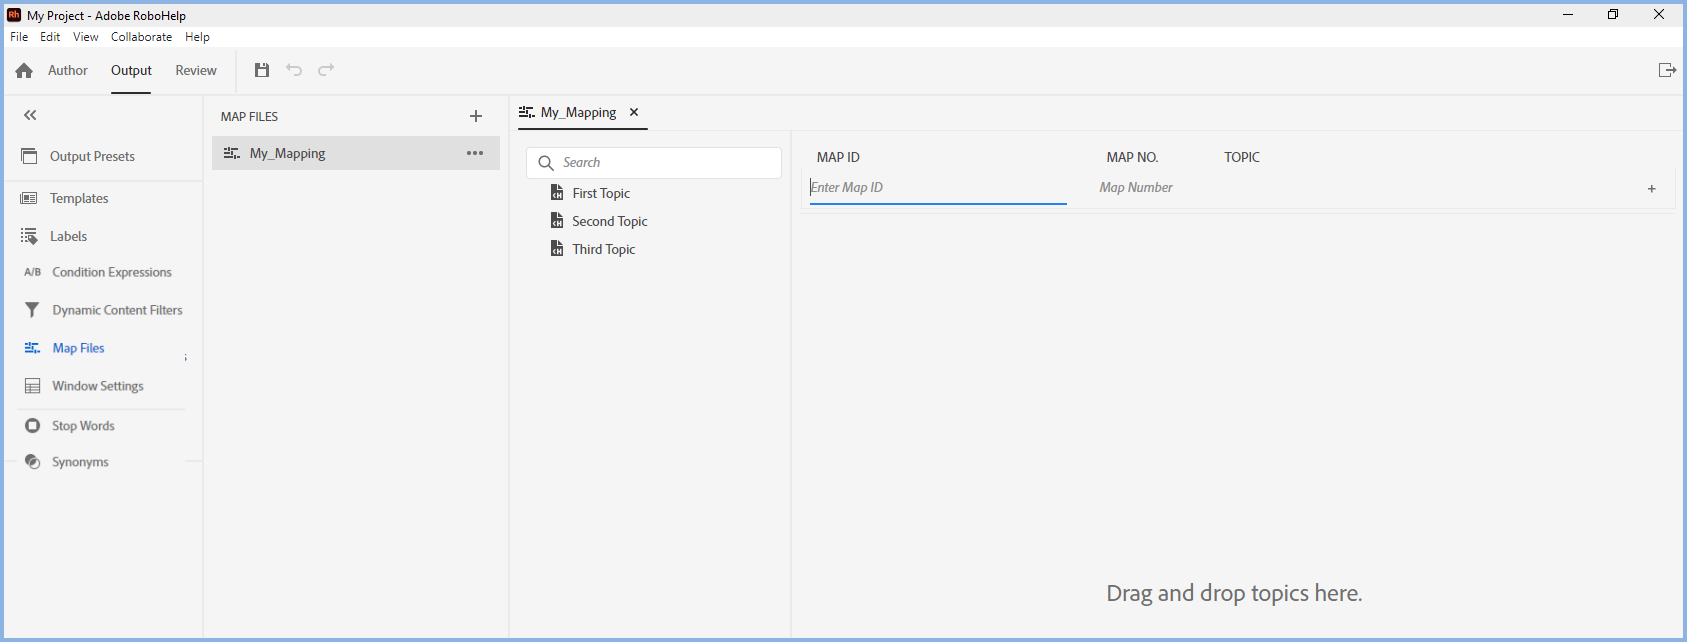 Rh My Project - Adobe RoboHelp
File Edit View Collaborate Help
Author Output Review
Output Presets
Templates
Labels
A/B Condition Expressions
Dynamic Content Filters
Map Files
Window Settings
Stop Words
Synonyms
MAP FILES
My_Mapping
My_Mapping
Search
First Topic
Second Topic
Third Topic
MAP ID MAP NO. TOPIC
Enter Map ID Map Number
Drag and drop topics here.